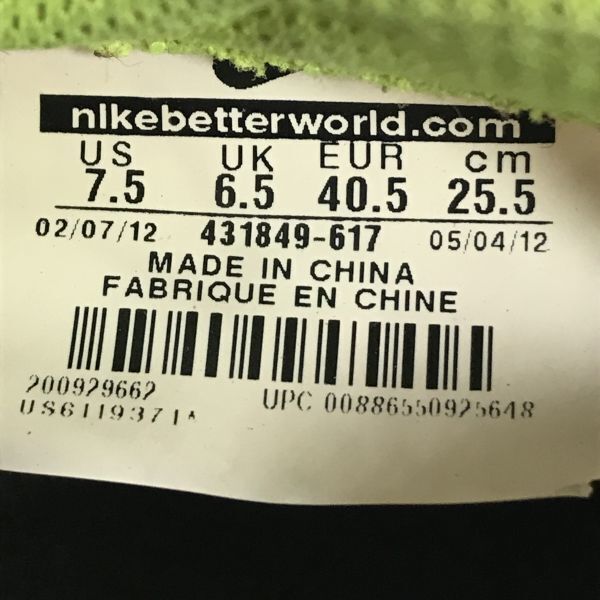 nikebetterworld.com
US UK EUR cm
7.5 6.5 40.5 25.5
02/07/12 431849-617 05/04/12
MADE IN CHINA
FABRIQUE EN CHINE
200929662
UPC 00886550925648
US6119371A